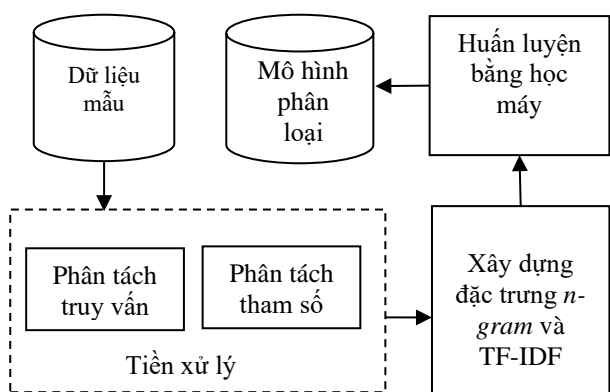 Dữ liệu
mẫu
Mô hình
phân
loại
Huấn luyện
bằng học
máy
Phân tách
truy vấn
Phân tách
tham số
Tiền xử lý
Xây dựng
đặc trưng n-
gram và
TF-IDF